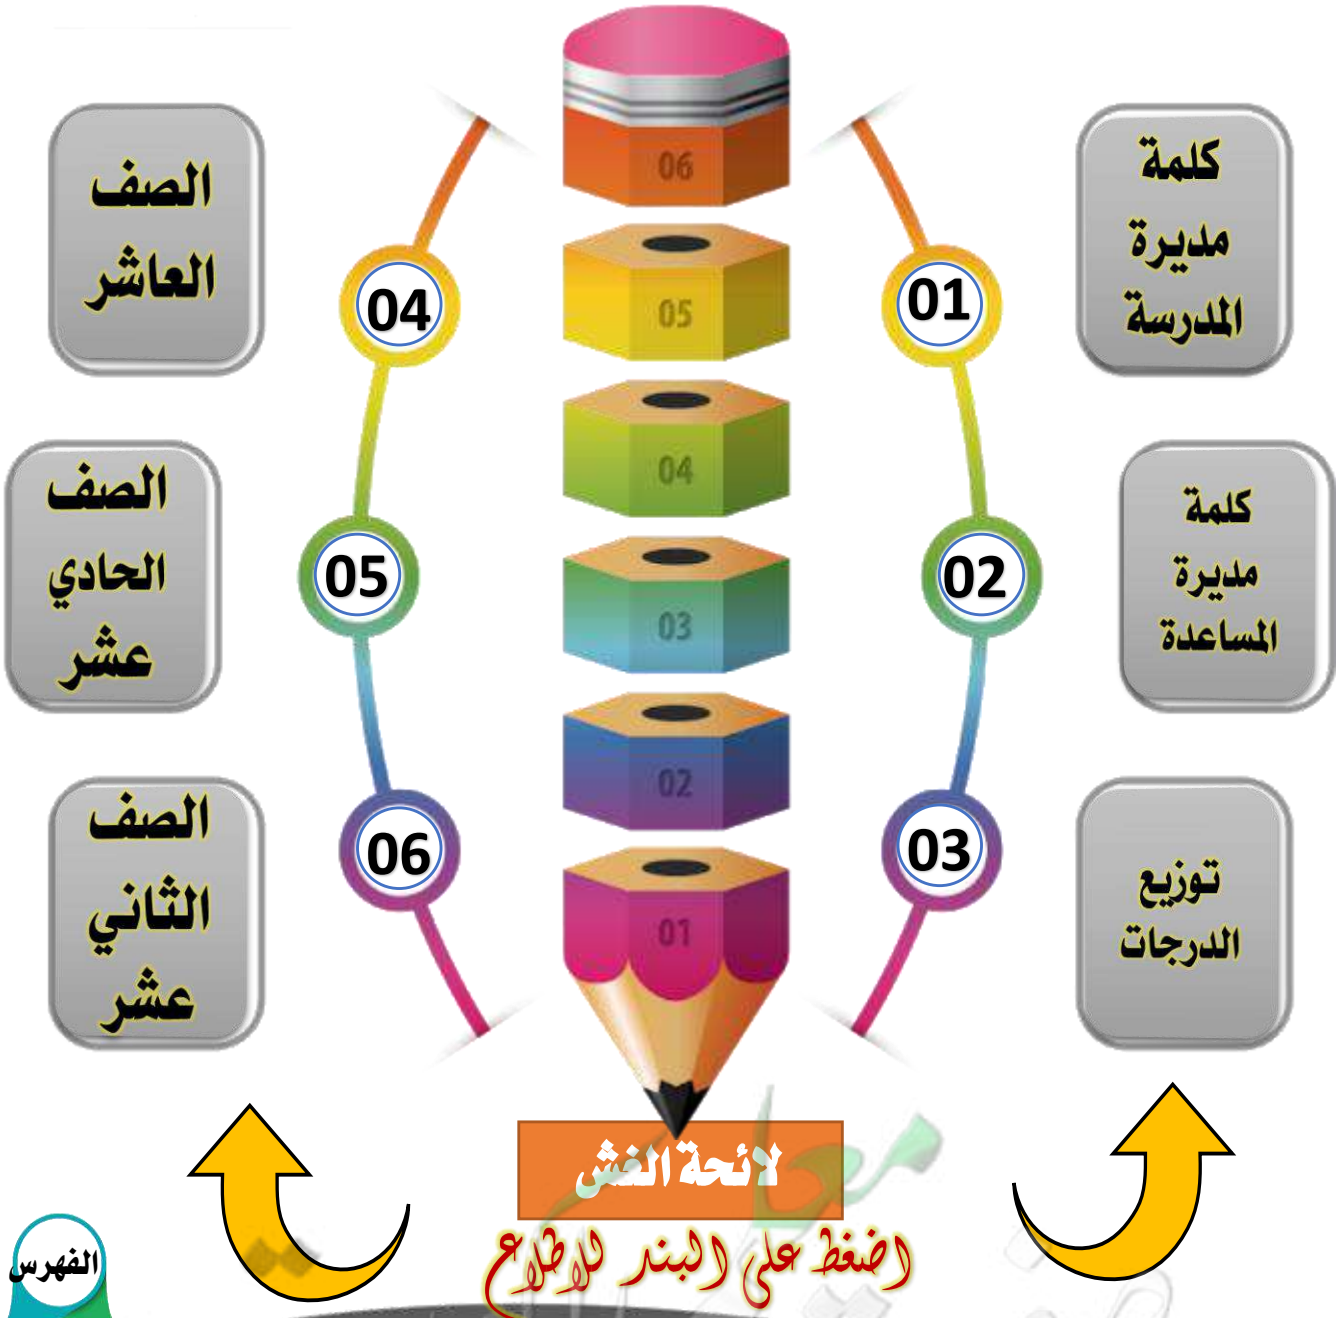 كلمة
مديرة
المدرسة
01
كلمة
مديرة
المساعدة
02
توزيع
الدرجات
03
الصف
العاشر
04
الصف
الحادي
عشر
05
الصف
الثاني
عشر
06
06
05
04
03
02
01
لائحة الغش
اضغط على البند للإطلاع
الفهرس